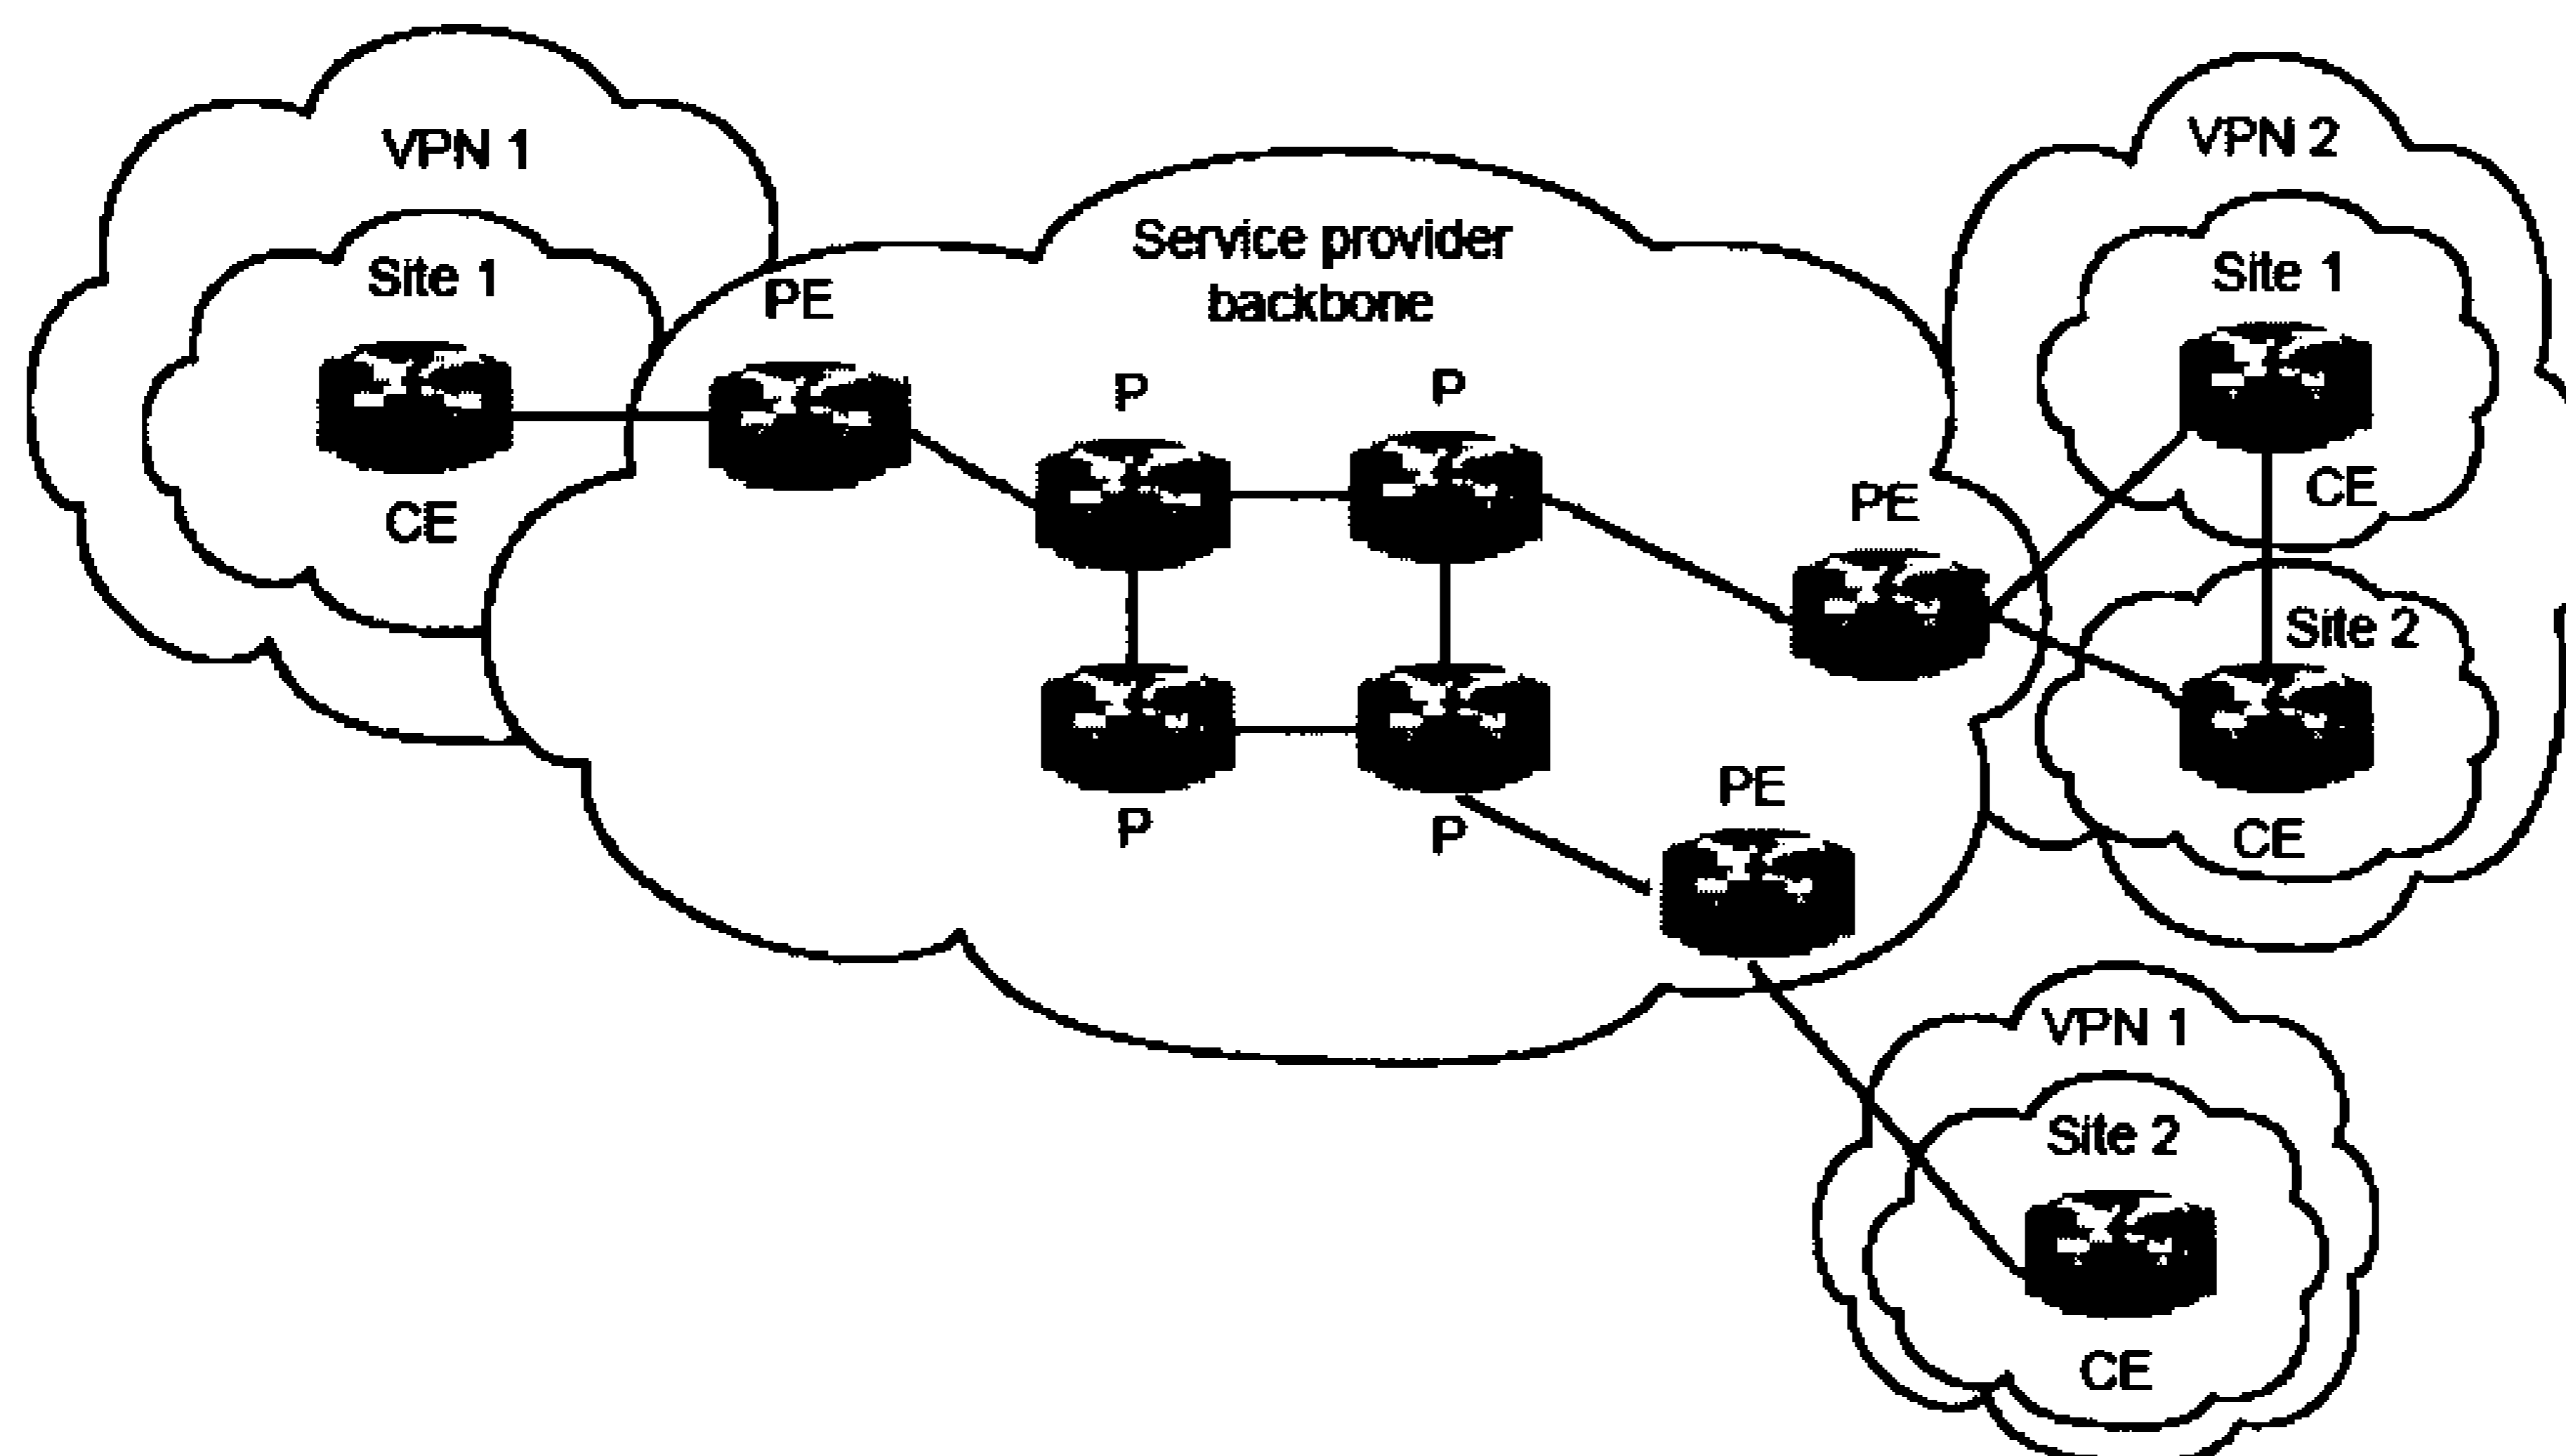 VPN 1
Site 1
CE
PE
Service provider
backbone
P
P
P
P
PE
PE
VPN 2
Site 1
CE
Site 2
CE
VPN 1
Site 2
CE